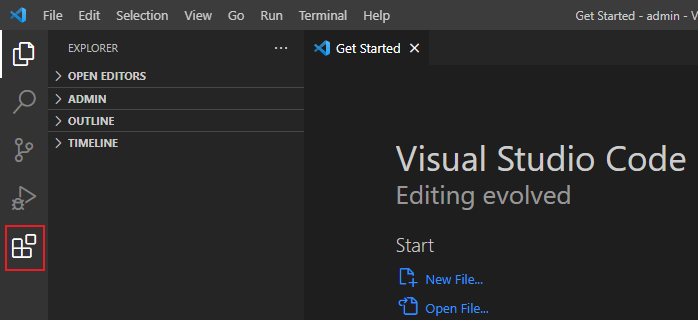 File Edit Selection View Go Run Terminal Help Get Started - admin - V
EXPLORER ...
Get Started
OPEN EDITORS
ADMIN
OUTLINE
TIMELINE
Visual Studio Code
Editing evolved
Start
New File...
Open File...